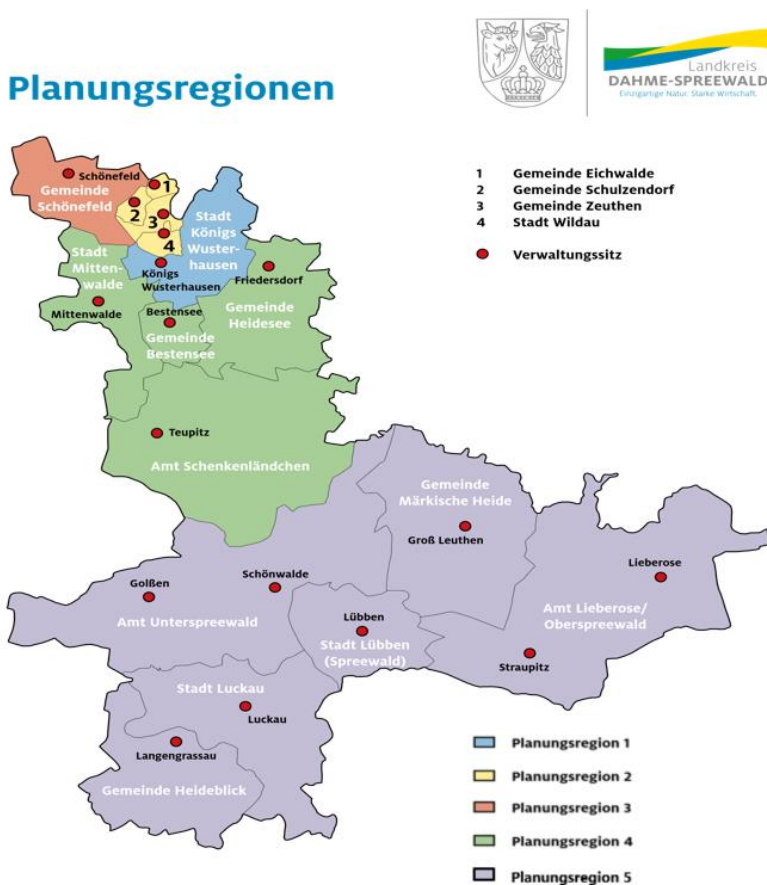 Planungsregionen
Landkreis
DAHME-SPREEWALD
Einzigartige Natur. Starke Wirtschaft.
1 Gemeinde Eichwalde
2 Gemeinde Schulzendorf
3 Gemeinde Zeuthen
4 Stadt Wildau
Verwaltungssitz
Schönefeld
Gemeinde
Schönefeld
1
2
3
4
Stadt
Königs
Wuster-
hausen
Stadt
Mitten-
walde
Königs
Wusterhausen
Friedersdorf
Mittenwalde
Bestensee
Gemeinde
Heidesee
Gemeinde
Bestensee
Teupitz
Amt Schenkenländchen
Gemeinde
Märkische Heide
Groß Leuthen
Lieberose
Golßen
Schönwalde
Amt Unterspreewald
Lübben
Stadt Lübben
(Spreewald)
Amt Lieberose/
Oberspreewald
Straupitz
Stadt Luckau
Luckau
Langengrassau
Gemeinde Heideblick
Planungsregion 1
Planungsregion 2
Planungsregion 3
Planungsregion 4
Planungsregion 5